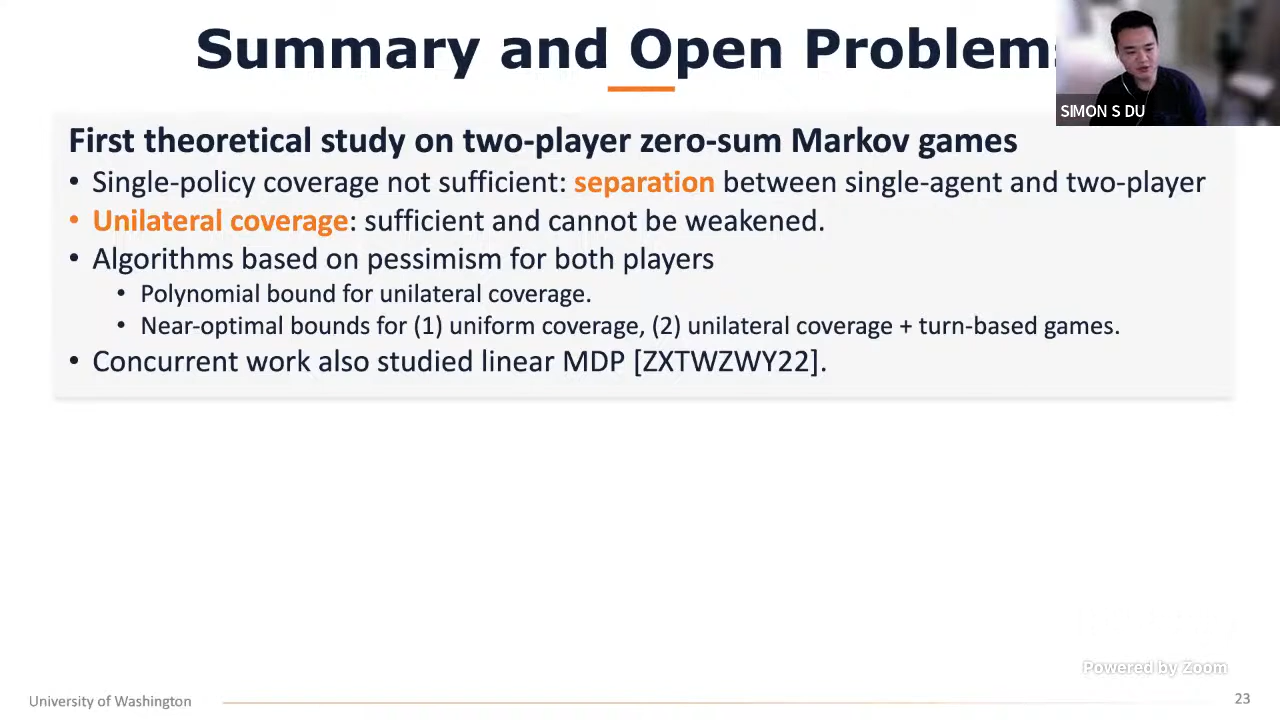 Summary and Open Problems
SIMON S DU
First theoretical study on two-player zero-sum Markov games
• Single-policy coverage not sufficient: separation between single-agent and two-player
• Unilateral coverage: sufficient and cannot be weakened.
• Algorithms based on pessimism for both players
• Polynomial bound for unilateral coverage.
• Near-optimal bounds for (1) uniform coverage, (2) unilateral coverage + turn-based games.
• Concurrent work also studied linear MDP [ZXTWZWY22].
Powered by Zoom
University of Washington
23